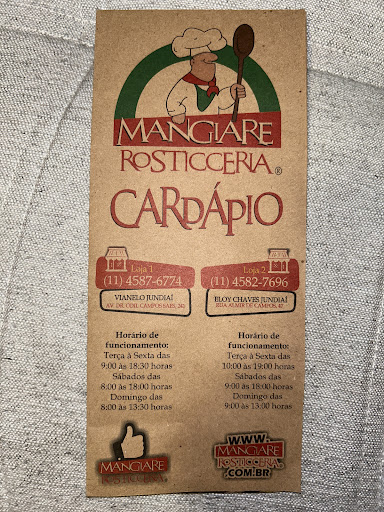 MANGIARE
ROSTICCERIA®
CARDÁPIO
Loja 1
(11) 4587-6774
VIANELO JUNDIAÍ
Loja 2
(11) 4582-7696
ELOY CHAVES JUNDIAÍ
Horário de
funcionamento:
Terça à Sexta das
9:00 às 18:30 horas
Sábados das
8:00 às 18:00 horas
Domingo das
8:00 às 13:30 horas
Horário de
funcionamento:
Terça à Sexta das
10:00 às 19:00 horas
Sábados das
9:00 às 18:00 horas
Domingo das
9:00 às 13:00 horas
MANGIARE
ROSTICCERIA
WWW.
MANGIARE
ROSTICCERIA
.COM.BR